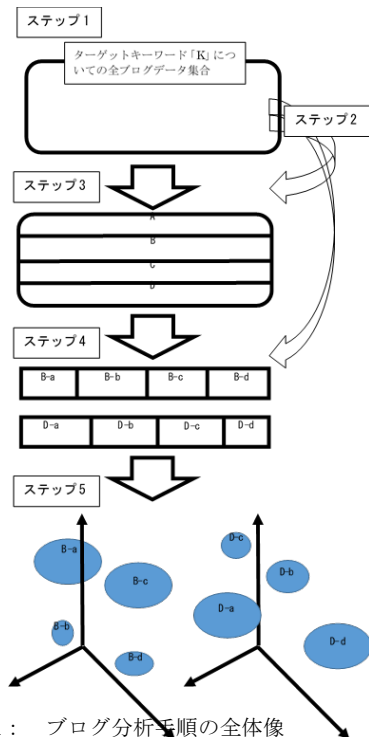 ステップ1
ターゲットキーワード「K」につ
いての全ブログデータ集合
ステップ2
ステップ3
A
B
C
D
ステップ4
B-a B-b B-c B-d
D-a D-b D-c D-d
ステップ5
B-a
B-c
B-b
B-d
D-c
D-b
D-a
D-d
: ブログ分析手順の全体像